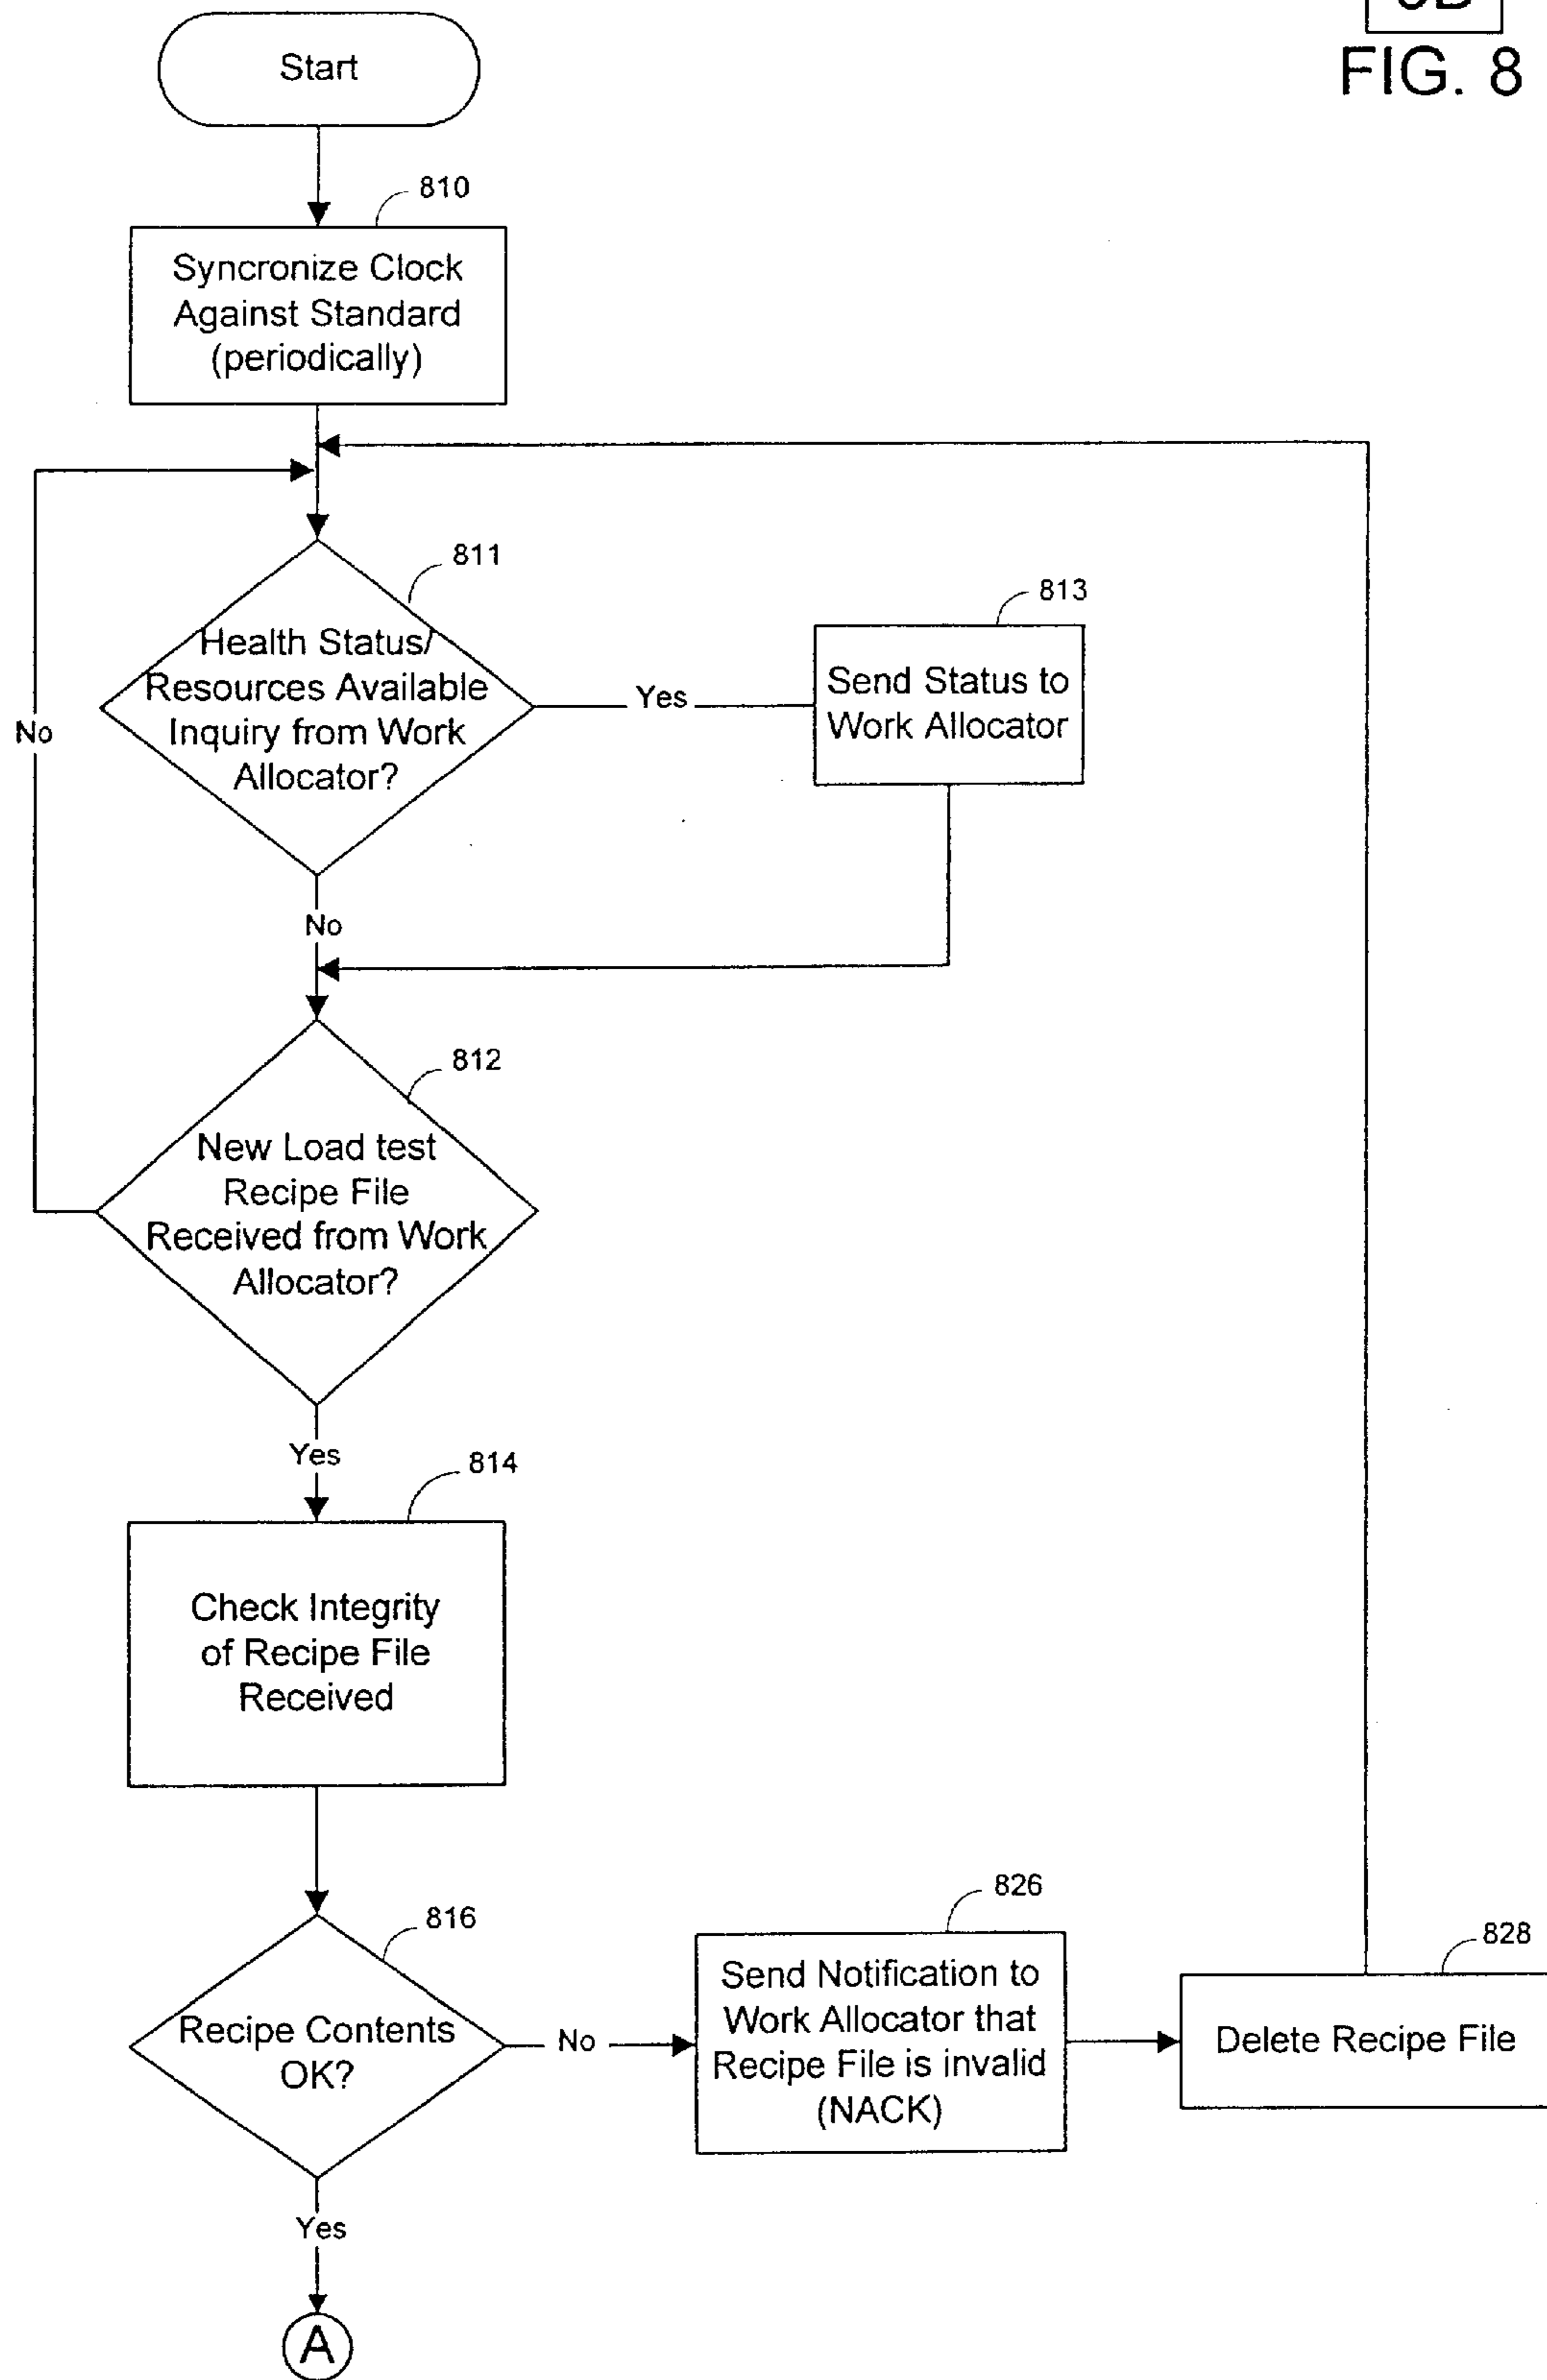 FIG. 8
Start
810
Syncronize Clock
Against Standard
(periodically)
811
Health Status/
Resources Available
Inquiry from Work
Allocator?
Yes
813
Send Status to
Work Allocator
No
No
812
New Load test
Recipe File
Received from Work
Allocator?
Yes
814
Check Integrity
of Recipe File
Received
816
Recipe Contents
OK?
No
826
Send Notification to
Work Allocator that
Recipe File is invalid
(NACK)
828
Delete Recipe File
Yes
A